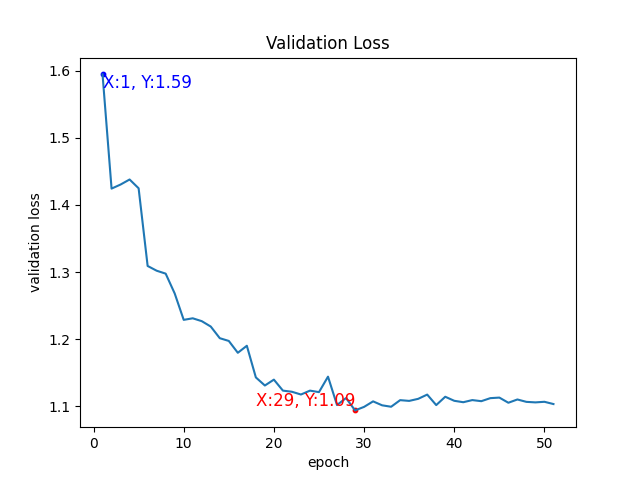 Validation Loss
1.6
1.5
1.4
1.3
1.2
1.1
validation loss
X:1, Y:1.59
X:29, Y:1.09
0 10 20 30 40 50
epoch